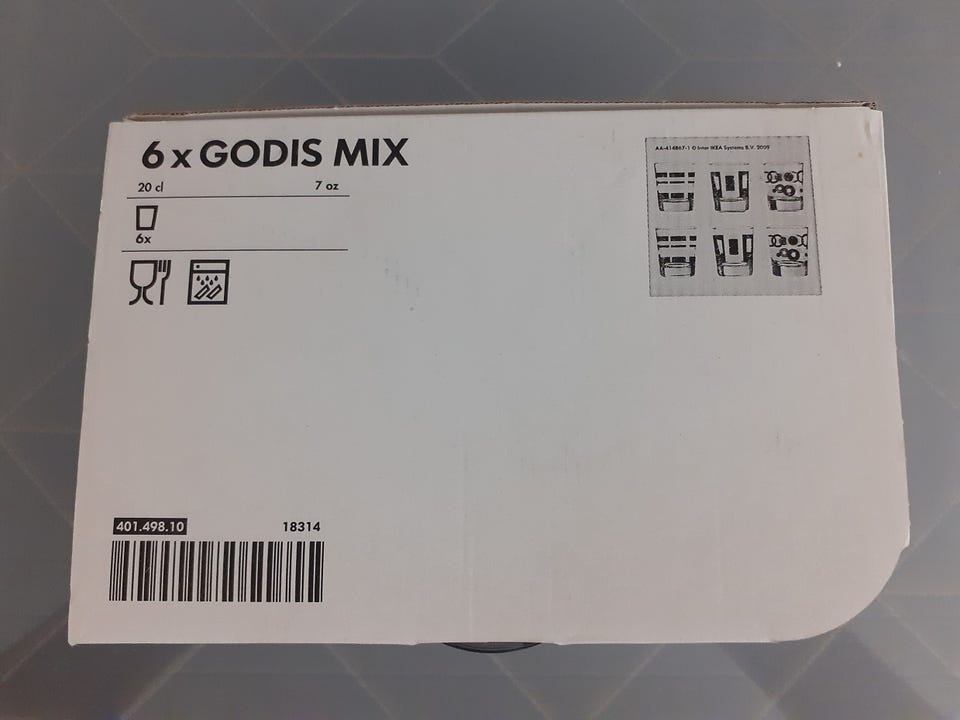 6 x GODIS MIX
20 cl 7 oz
6x
AA-414867-1 © Inter IKEA Systems B.V. 2009
401.498.10 18314